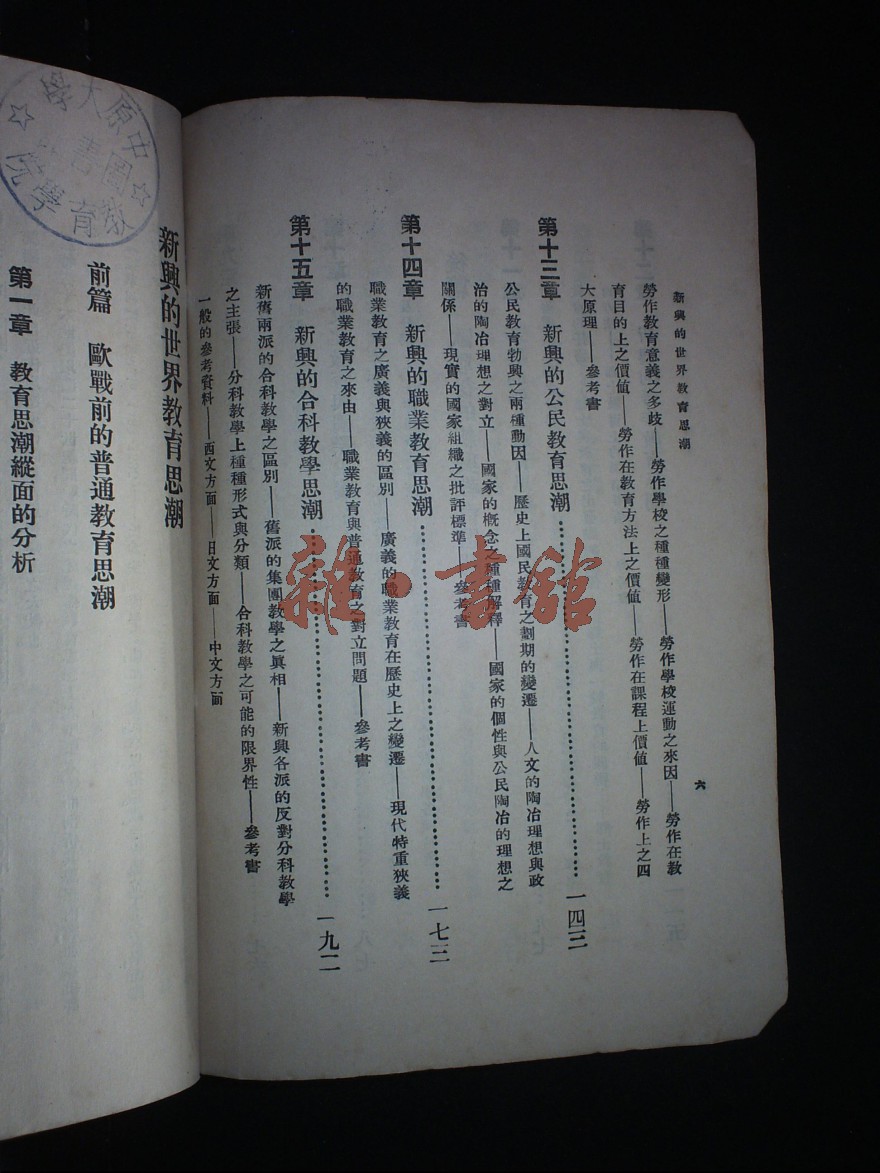 新興的世界教育思潮
六
勞作教育意義之多歧——勞作學校之種種變形——勞作學校運動之來因——勞作在教
育目的上之價値——勞作在教育方法上之價値——勞作在課程上價値——勞作上之四
大原理——參考書
第十三章 新興的公民教育思潮 一四三
公民教育勃興之兩種動因——歷史上國民教育之劃期的變遷——人文的陶冶理想與政
治的陶冶理想之對立——國家的概念之種種解釋——國家的個性與公民陶冶的理想之
關係——現實的國家組織之批評標準——參考書
第十四章 新興的職業教育思潮 一七三
職業教育之廣義與狹義的區別——廣義的職業教育在歷史上之變遷——現代特重狹義
的職業教育之來由——職業教育與普通教育之對立問題——參考書
第十五章 新興的合科教學思潮 一九二
新舊兩派的合科教學之區別——舊派的集團教學之眞相——新興各派的反對分科教學
之主張——分科教學上種種形式與分類——合科教學之可能的限界性——參考書
一般的參考資料——西文方面——日文方面——中文方面
新興的世界教育思潮
前篇 歐戰前的普通教育思潮
第一章 教育思潮縱面的分析
中原大學
教育學院
圖書
雜·書館